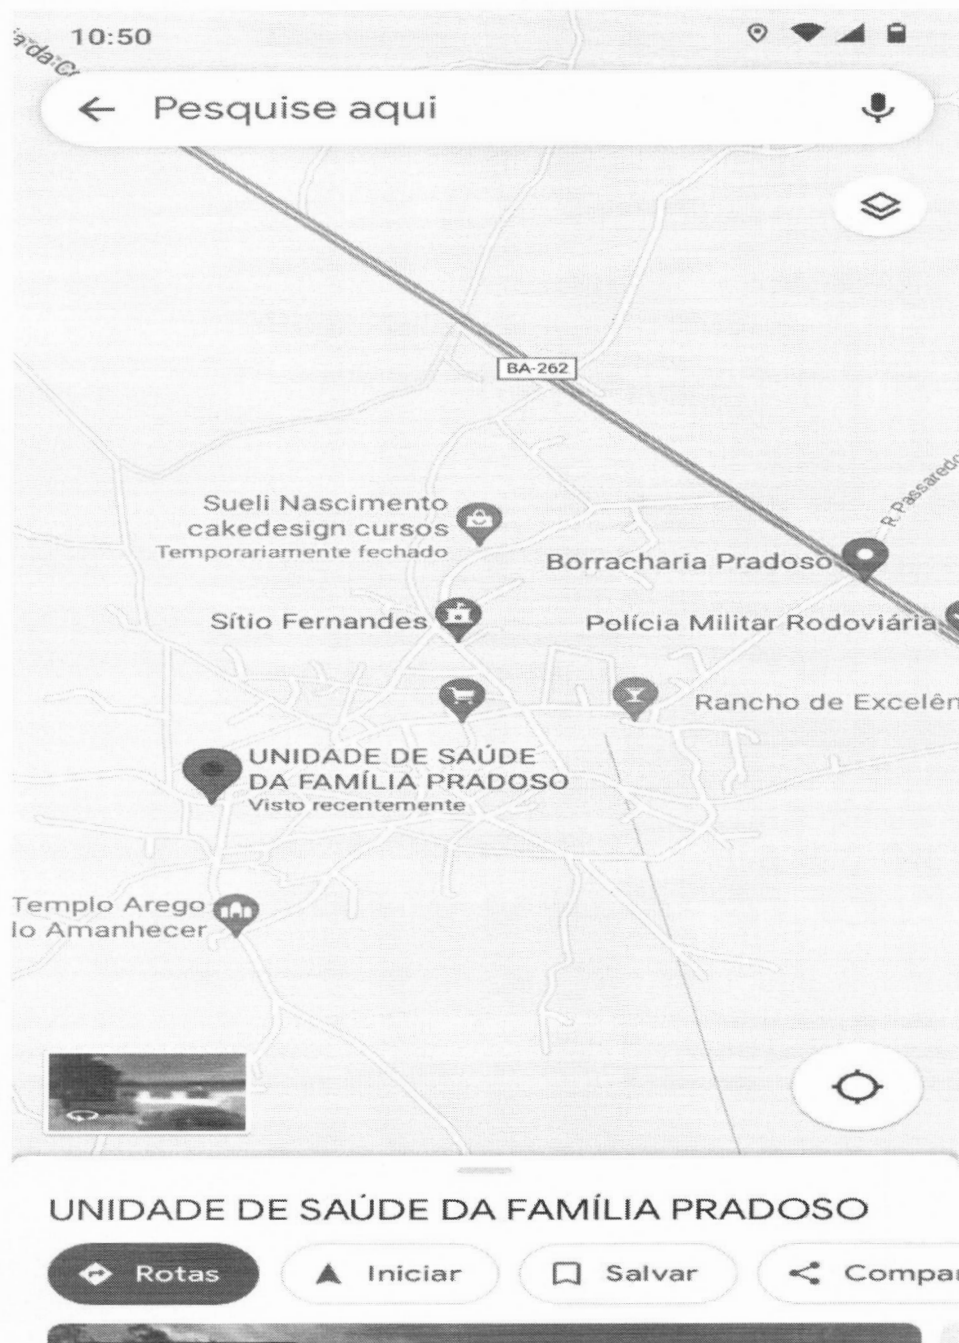 10:50
Pesquise aqui
BA-262
R. Passaredo
Sueli Nascimento
cakedesign cursos
Temporariamente fechado
Borracharia Pradoso
Sítio Fernandes
Polícia Militar Rodoviária
Rancho de Excelên
UNIDADE DE SAÚDE
DA FAMÍLIA PRADOSO
Visto recentemente
Templo Arego
lo Amanhecer
UNIDADE DE SAÚDE DA FAMÍLIA PRADOSO
Rotas
Iniciar
Salvar
Compar